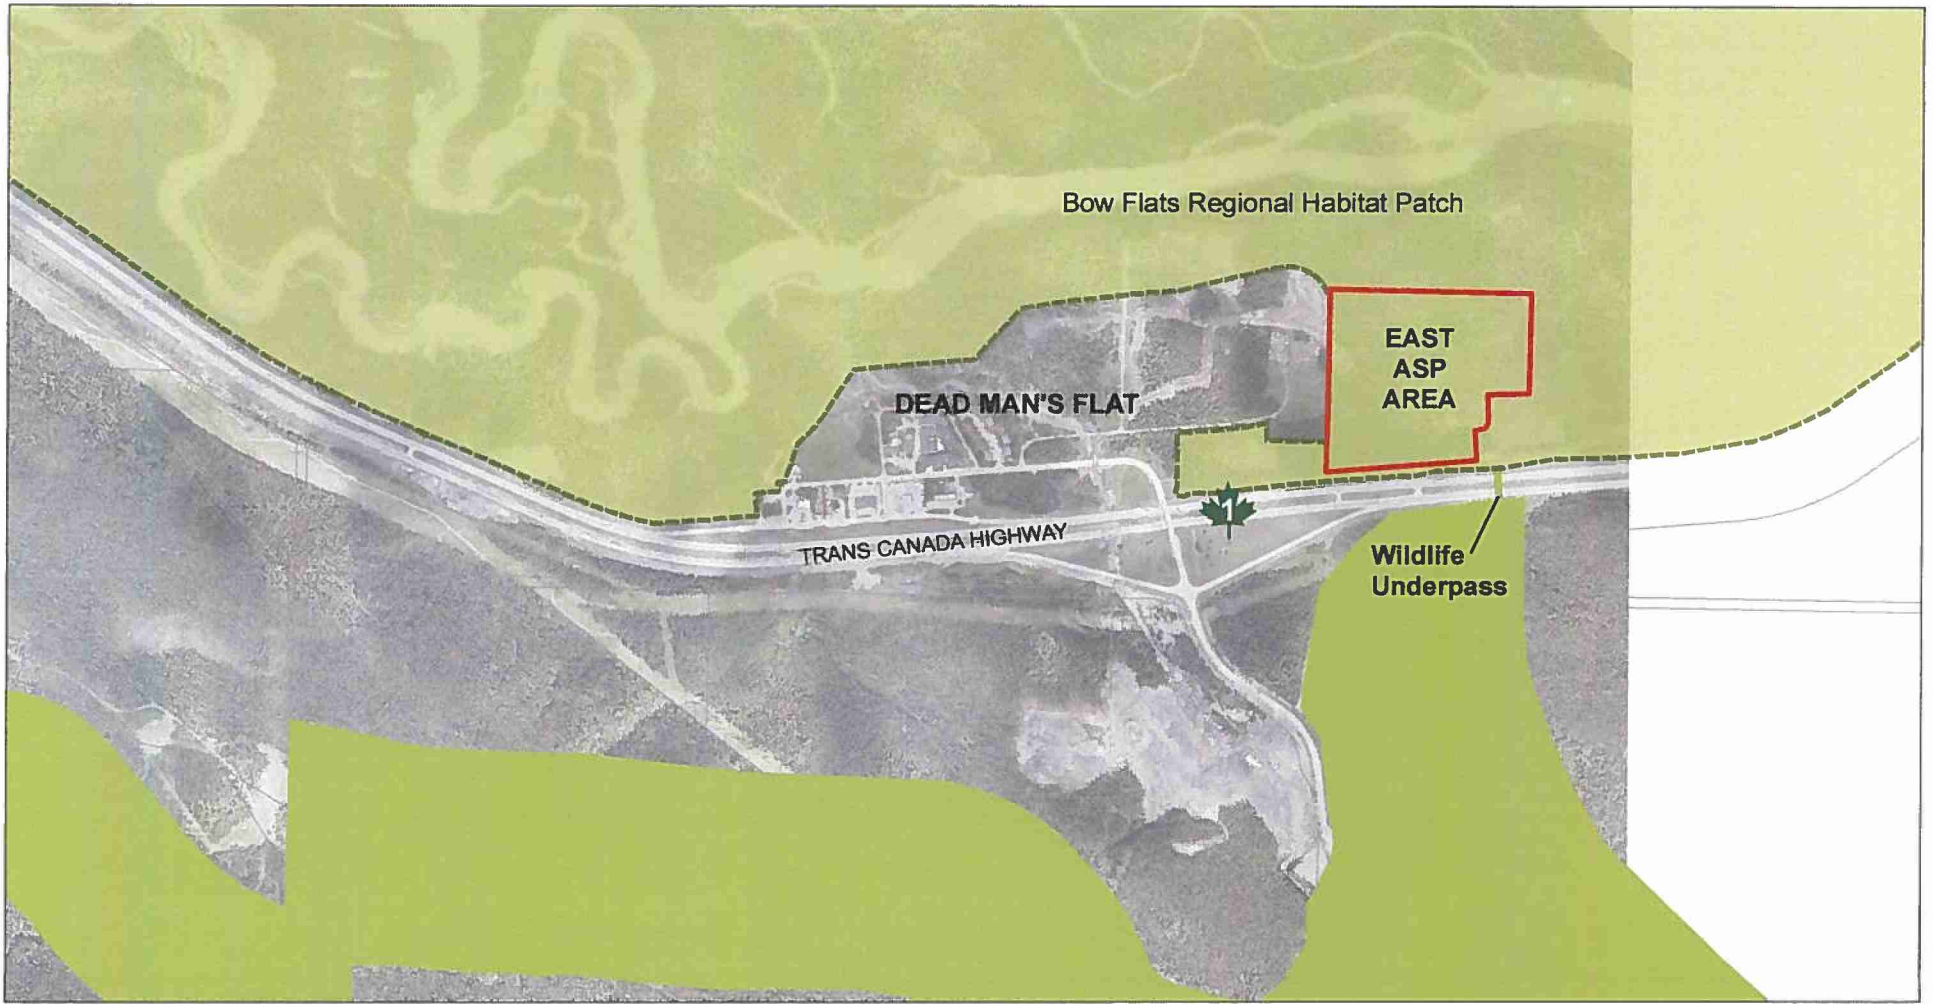 Bow Flats Regional Habitat Patch
EAST
ASP
AREA
DEAD MAN'S FLAT
1
TRANS CANADA HIGHWAY
Wildlife
Underpass